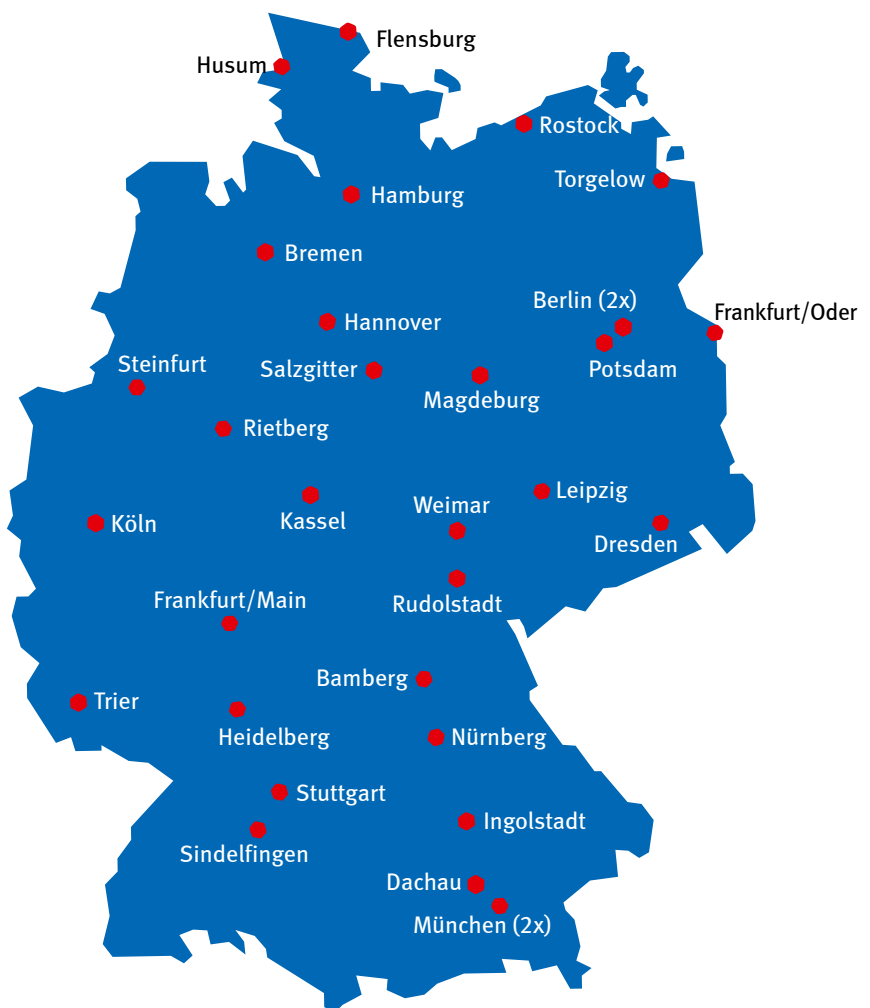 Flensburg
Husum
Rostock
Torgelow
Hamburg
Bremen
Berlin (2x)
Frankfurt/Oder
Hannover
Steinfurt
Salzgitter
Potsdam
Magdeburg
Rietberg
Leipzig
Weimar
Kassel
Köln
Dresden
Frankfurt/Main
Rudolstadt
Bamberg
Trier
Heidelberg
Nürnberg
Stuttgart
Ingolstadt
Sindelfingen
Dachau
München (2x)